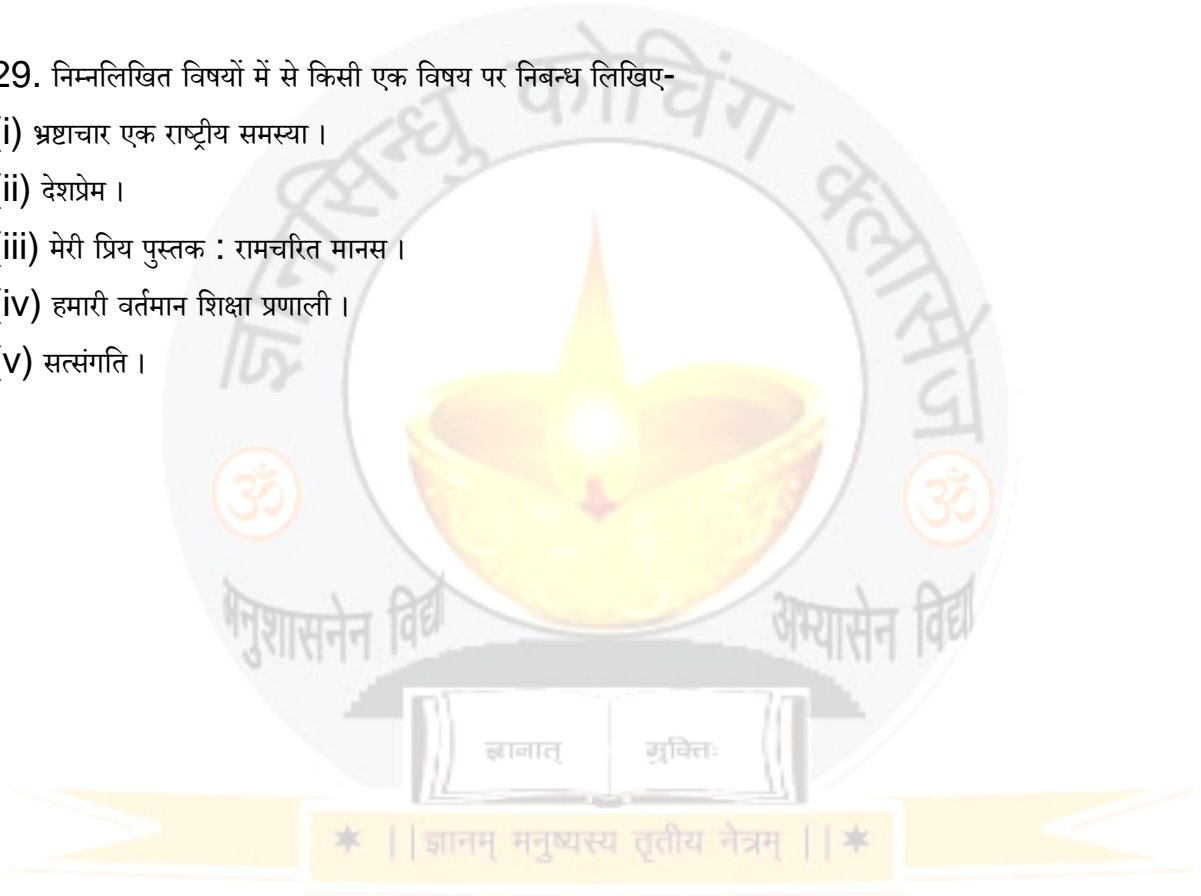 29. निम्नलिखित विषयों में से किसी एक विषय पर निबन्ध लिखिए-
(i) भ्रष्टाचार एक राष्ट्रीय समस्या ।
(ii) देशप्रेम ।
(iii) मेरी प्रिय पुस्तक : रामचरित मानस ।
(iv) हमारी वर्तमान शिक्षा प्रणाली ।
(v) सत्संगति ।
ज्ञानसिन्धु कोचिंग क्लासेज
ॐ ॐ
अनुशासनेन विद्या अभ्यासेन विद्या
ज्ञानात् मुक्तिः
* ||ज्ञानम् मनुष्यस्य तृतीय नेत्रम् || *